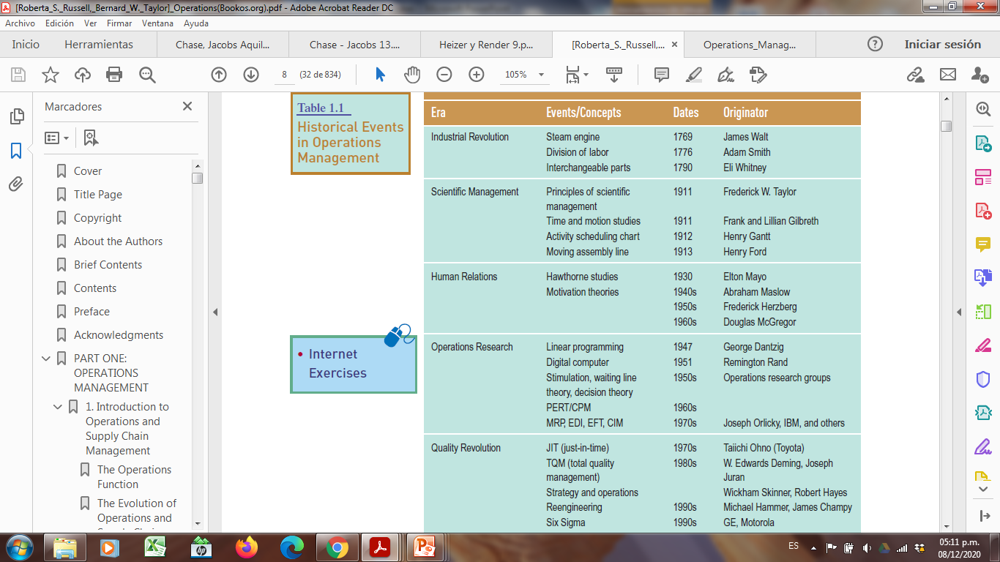 [Roberta_S._Russell,_Bernard_W._Taylor]_Operations(Bookos.org).pdf - Adobe Acrobat Reader DC
Archivo Edición Ver Firmar Ventana Ayuda
Inicio Herramientas Chase, Jacobs Aquil... Chase - Jacobs 13.... Heizer y Render 9.p... [Roberta_S._Russell,... Operations_Manag... Iniciar sesión
8 (32 de 834) 105%
Marcadores
Cover
Title Page
Copyright
About the Authors
Brief Contents
Contents
Preface
Acknowledgments
PART ONE:
OPERATIONS
MANAGEMENT
1. Introduction to
Operations and
Supply Chain
Management
The Operations
Function
The Evolution of
Operations and
Table 1.1
Historical Events
in Operations
Management
• Internet
Exercises
Era Events/Concepts Dates Originator
Industrial Revolution Steam engine 1769 James Walt
Division of labor 1776 Adam Smith
Interchangeable parts 1790 Eli Whitney
Scientific Management Principles of scientific 1911 Frederick W. Taylor
management
Time and motion studies 1911 Frank and Lillian Gilbreth
Activity scheduling chart 1912 Henry Gantt
Moving assembly line 1913 Henry Ford
Human Relations Hawthorne studies 1930 Elton Mayo
Motivation theories 1940s Abraham Maslow
1950s Frederick Herzberg
1960s Douglas McGregor
Operations Research Linear programming 1947 George Dantzig
Digital computer 1951 Remington Rand
Stimulation, waiting line 1950s Operations research groups
theory, decision theory
PERT/CPM 1960s
MRP, EDI, EFT, CIM 1970s Joseph Orlicky, IBM, and others
Quality Revolution JIT (just-in-time) 1970s Taiichi Ohno (Toyota)
TQM (total quality 1980s W. Edwards Deming, Joseph
management) Juran
Strategy and operations Wickham Skinner, Robert Hayes
Reengineering 1990s Michael Hammer, James Champy
Six Sigma 1990s GE, Motorola
ES 05:11 p.m.
08/12/2020